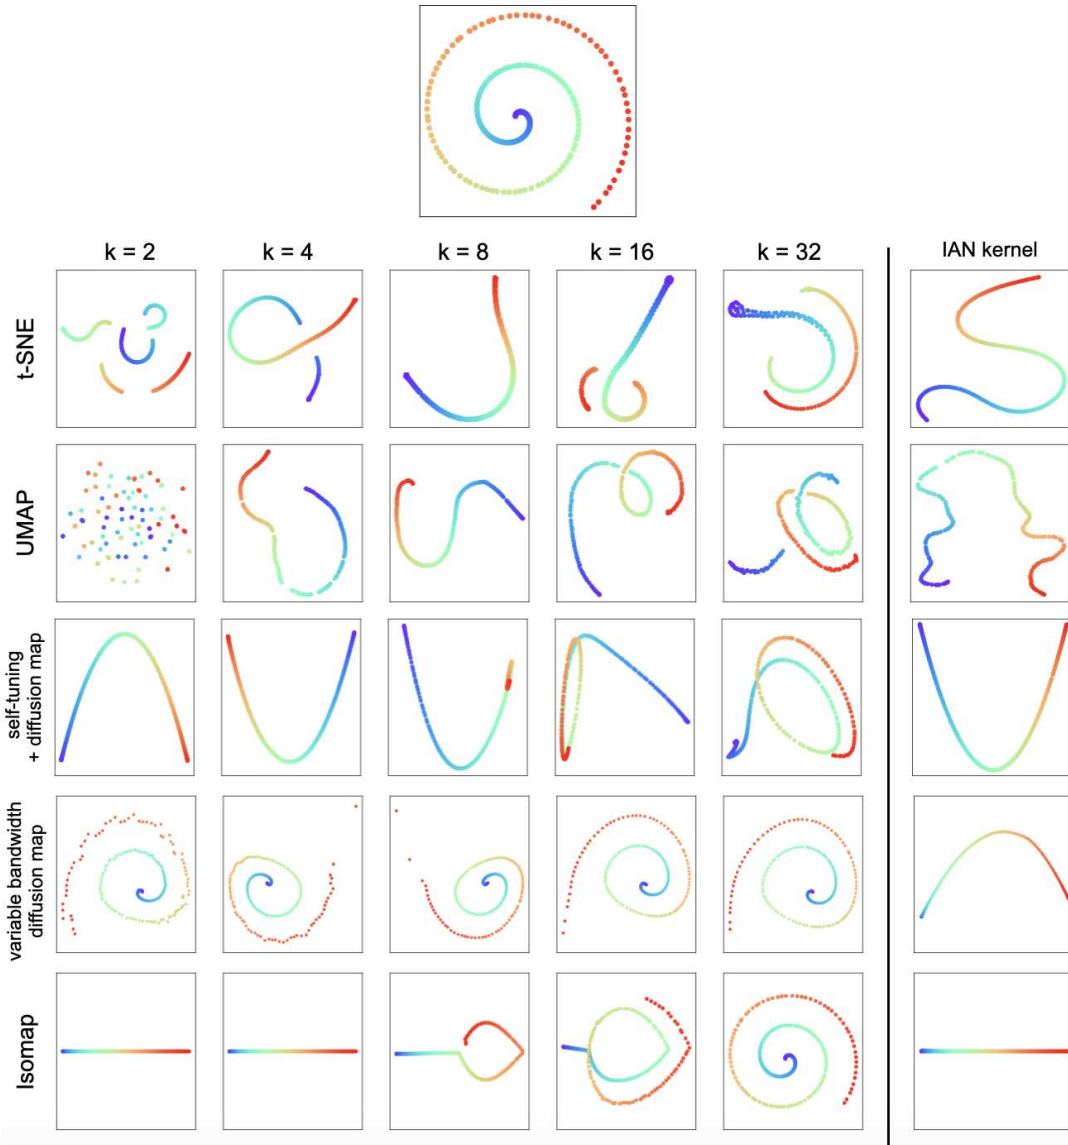 k = 2
k = 4
k = 8
k = 16
k = 32
IAN kernel
t-SNE
UMAP
self-tuning
+ diffusion map
variable bandwidth
diffusion map
Isomap